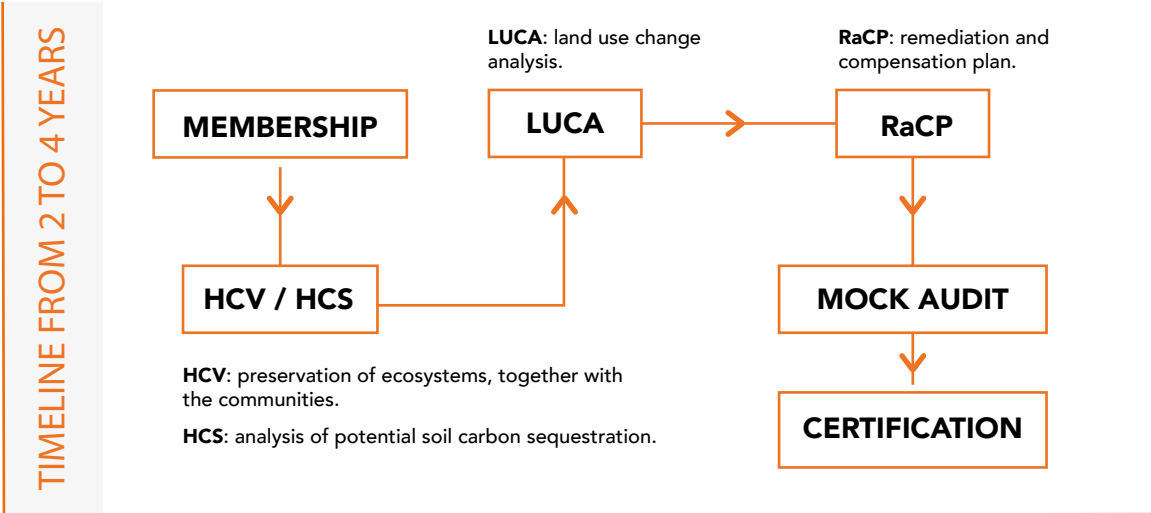 TIMELINE FROM 2 TO 4 YEARS
MEMBERSHIP
HCV / HCS
HCV: preservation of ecosystems, together with
the communities.
HCS: analysis of potential soil carbon sequestration.
LUCA: land use change
analysis.
LUCA
RaCP: remediation and
compensation plan.
RaCP
MOCK AUDIT
CERTIFICATION